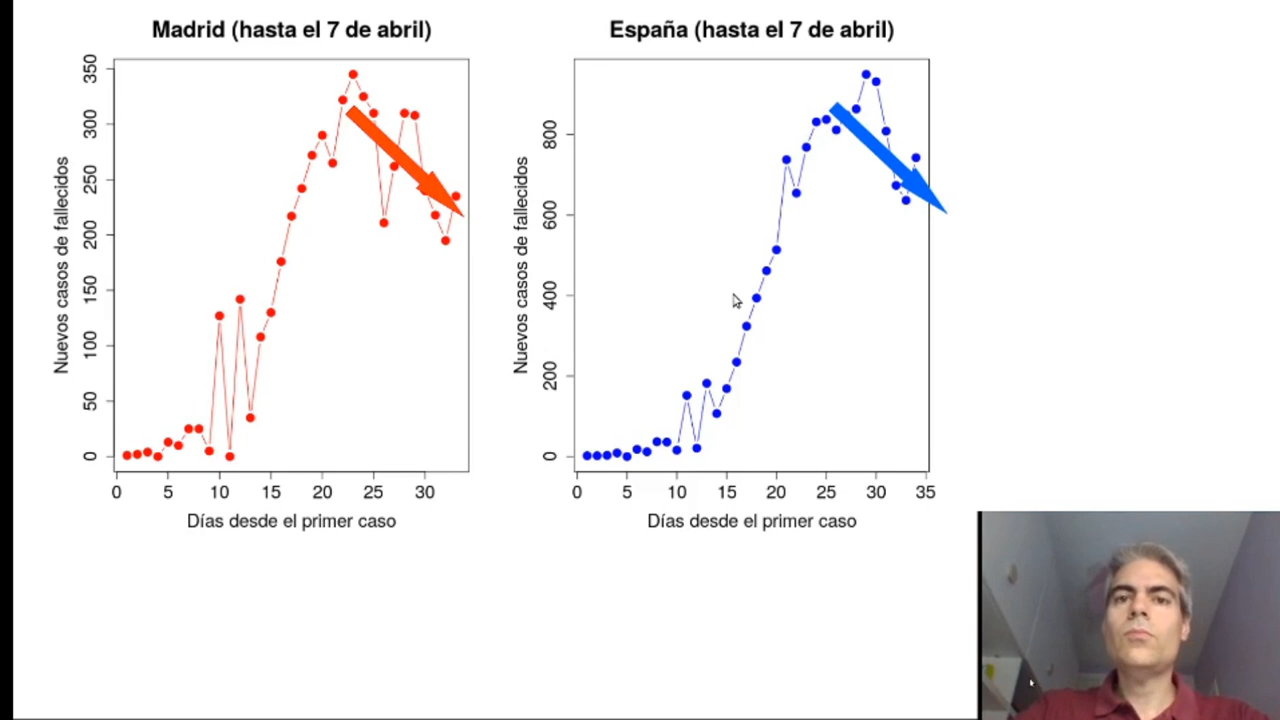 Madrid (hasta el 7 de abril)
Nuevos casos de fallecidos
350
300
250
200
150
100
50
0
0 5 10 15 20 25 30
Días desde el primer caso
España (hasta el 7 de abril)
Nuevos casos de fallecidos
800
600
400
200
0
0 5 10 15 20 25 30 35
Días desde el primer caso